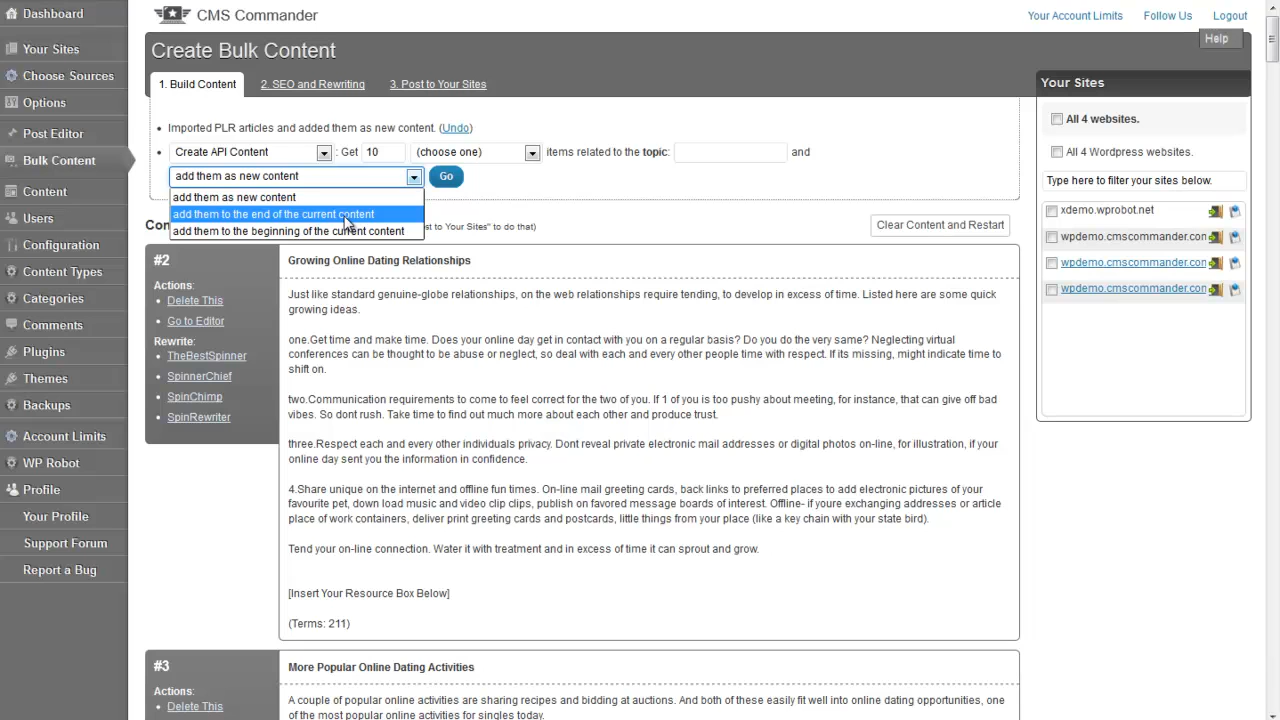 Dashboard
Your Sites
Choose Sources
Options
Post Editor
Bulk Content
Content
Users
Configuration
Content Types
Categories
Comments
Plugins
Themes
Backups
Account Limits
WP Robot
Profile
Your Profile
Support Forum
Report a Bug
CMS Commander
Your Account Limits Follow Us Logout
Help
Create Bulk Content
1. Build Content 2. SEO and Rewriting 3. Post to Your Sites
Imported PLR articles and added them as new content. (Undo)
Create API Content : Get 10 (choose one) items related to the topic: and
add them as new content Go
add them as new content
add them to the end of the current content
add them to the beginning of the current content
st to Your Sites" to do that)
Clear Content and Restart
#2
Actions:
Delete This
Go to Editor
Rewrite:
TheBestSpinner
SpinnerChief
SpinChimp
SpinRewriter
Growing Online Dating Relationships
Just like standard genuine-globe relationships, on the web relationships require tending, to develop in excess of time. Listed here are some quick
growing ideas.
one.Get time and make time. Does your online day get in contact with you on a regular basis? Do you do the very same? Neglecting virtual
conferences can be thought to be abuse or neglect, so deal with each and every other people time with respect. If its missing, might indicate time to
shift on.
two.Communication requirements to come to feel correct for the two of you. If 1 of you is too pushy about meeting, for instance, that can give off bad
vibes. So dont rush. Take time to find out much more about each other and produce trust.
three.Respect each and every other individuals privacy. Dont reveal private electronic mail addresses or digital photos on-line, for illustration, if your
online day sent you the information in confidence.
4.Share unique on the internet and offline fun times. On-line mail greeting cards, back links to preferred places to add electronic pictures of your
favourite pet, down load music and video clip clips, publish on favored message boards of interest. Offline- if youre exchanging addresses or article
place of work containers, deliver print greeting cards and postcards, little things from your place (like a key chain with your state bird).
Tend your on-line connection. Water it with treatment and in excess of time it can sprout and grow.
[Insert Your Resource Box Below]
(Terms: 211)
#3
Actions:
Delete This
More Popular Online Dating Activities
A couple of popular online activities are sharing recipes and bidding at auctions. And both of these easily fit well into online dating opportunities, one
of the most popular online activities for singles today.
Your Sites
All 4 websites.
All 4 Wordpress websites.
Type here to filter your sites below.
xdemo.wprobot.net
wpdemo.cmscommander.con
wpdemo.cmscommander.con
wpdemo.cmscommander.con